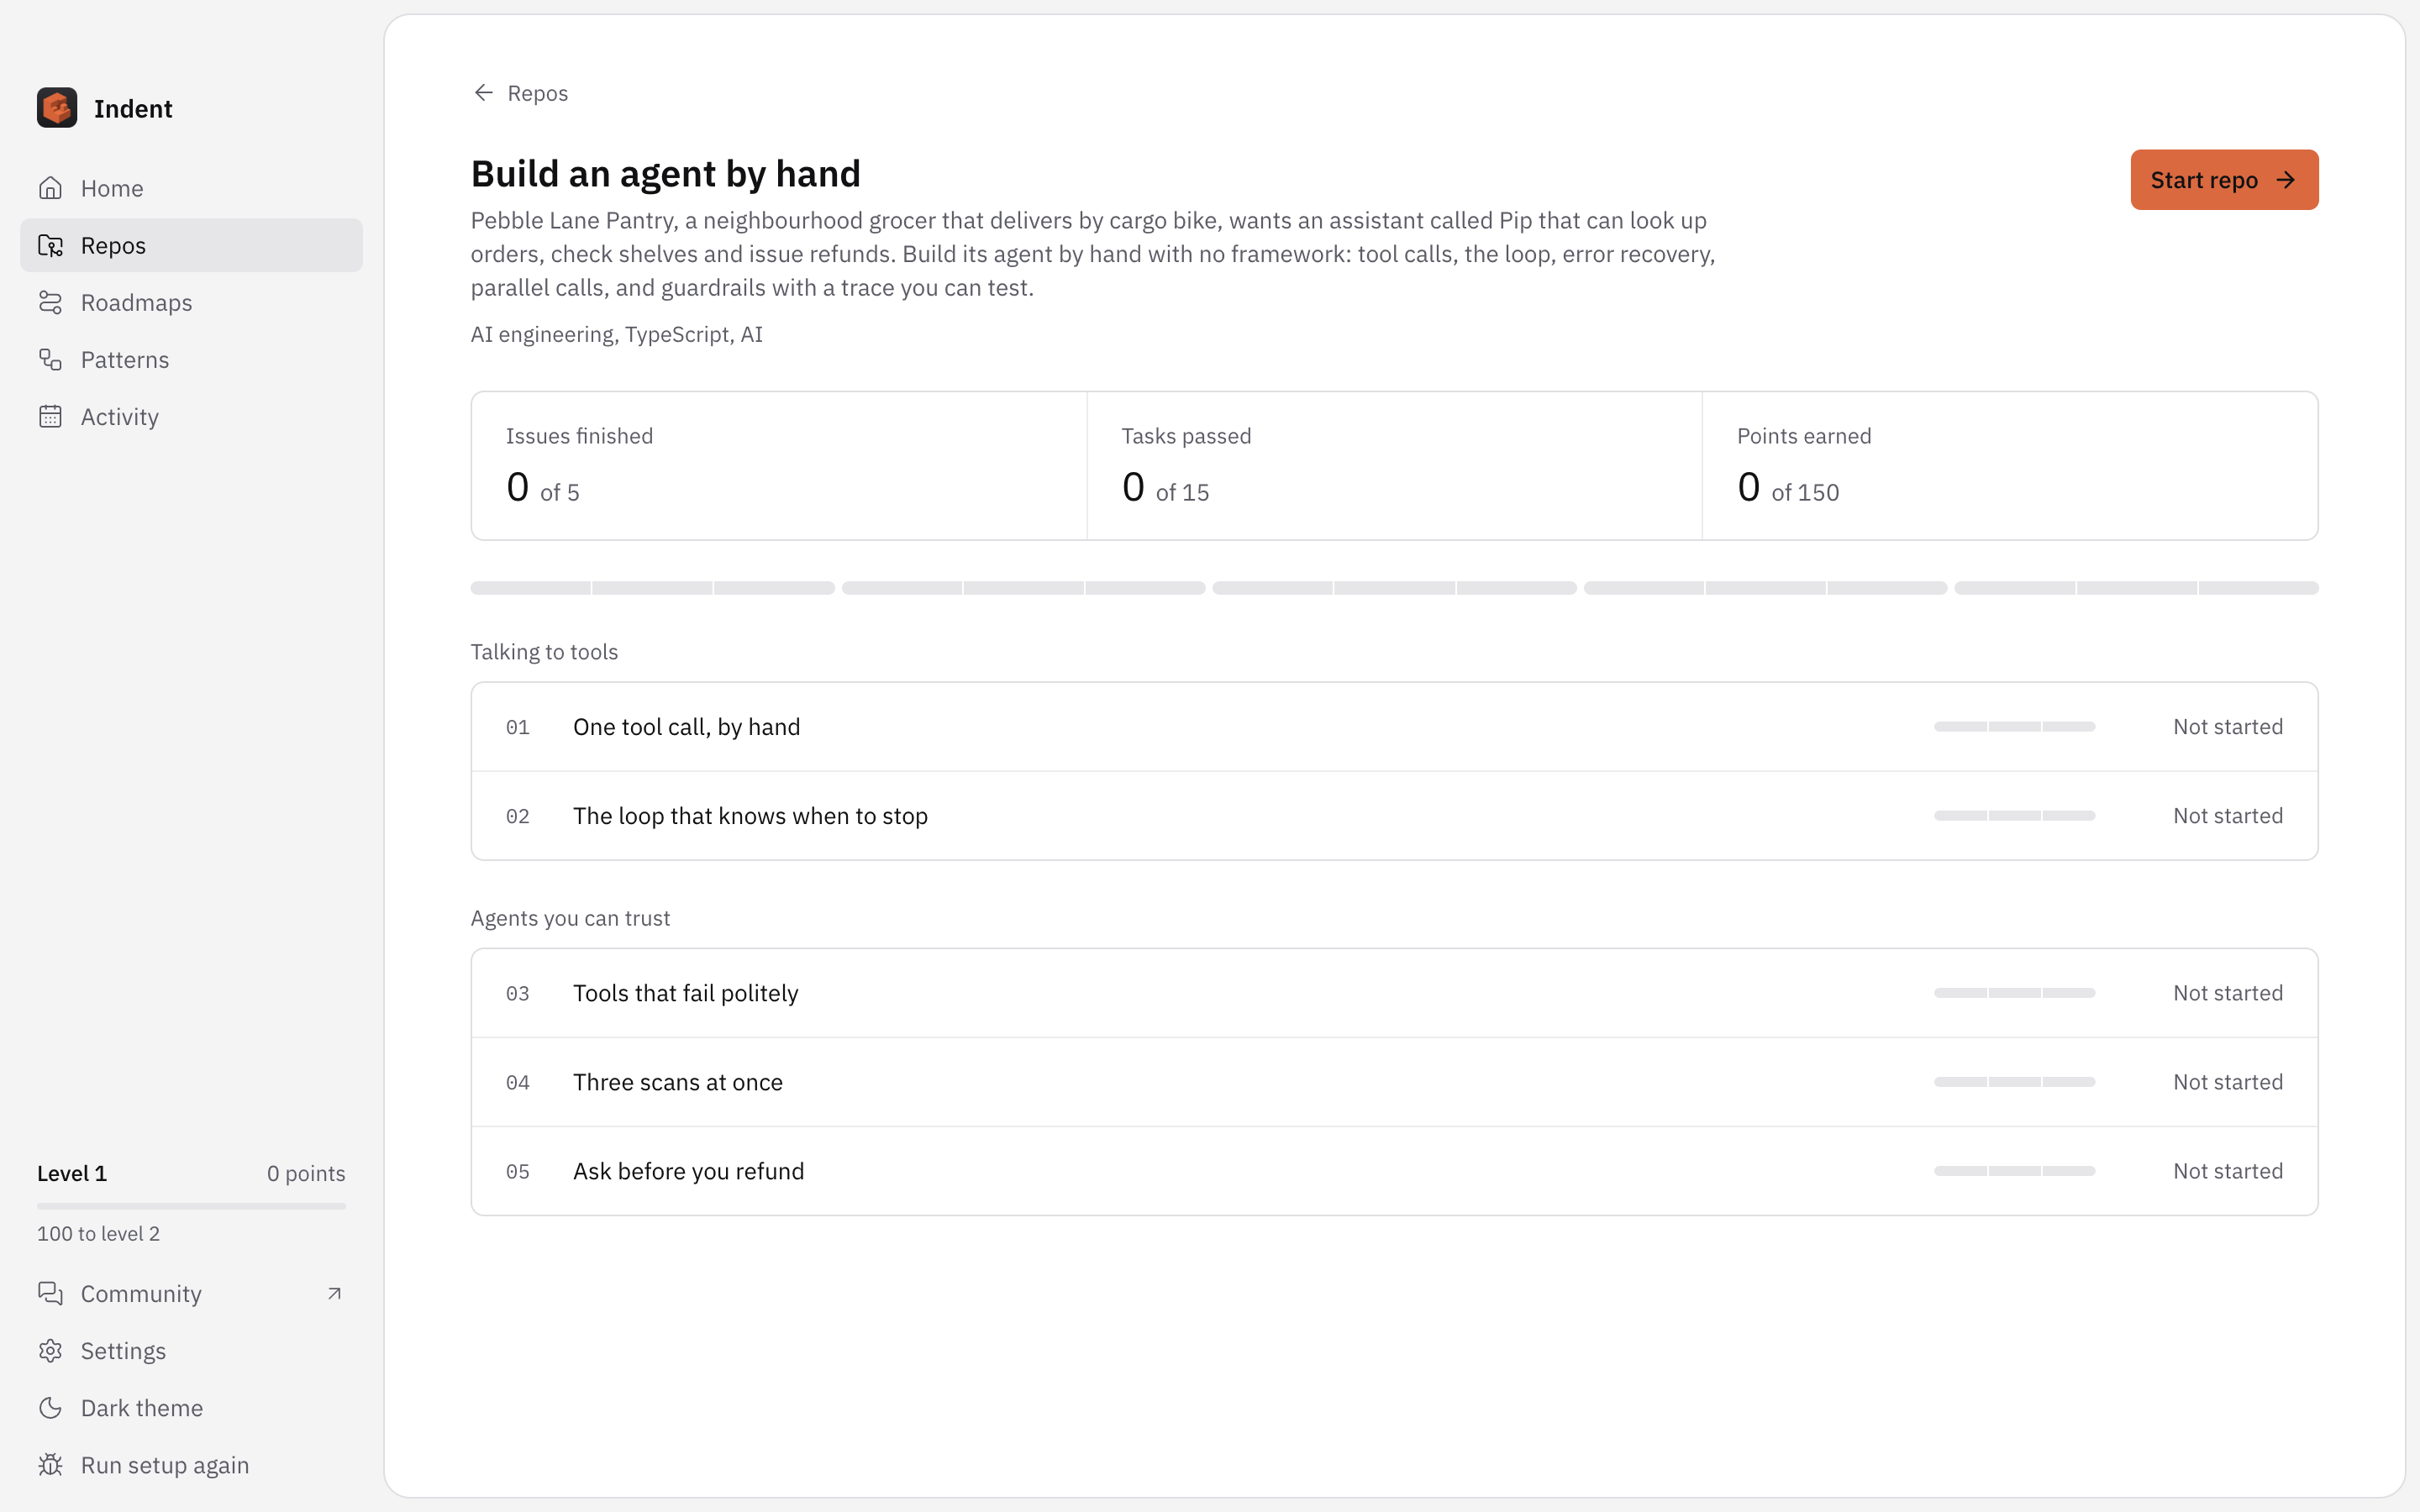 Indent
Home
Repos
Roadmaps
Patterns
Activity
Level 1
0 points
100 to level 2
Community
Settings
Dark theme
Run setup again
Repos
Build an agent by hand
Start repo
Pebble Lane Pantry, a neighbourhood grocer that delivers by cargo bike, wants an assistant called Pip that can look up
orders, check shelves and issue refunds. Build its agent by hand with no framework: tool calls, the loop, error recovery,
parallel calls, and guardrails with a trace you can test.
AI engineering, TypeScript, AI
Issues finished
0 of 5
Tasks passed
0 of 15
Points earned
0 of 150
Talking to tools
01 One tool call, by hand Not started
02 The loop that knows when to stop Not started
Agents you can trust
03 Tools that fail politely Not started
04 Three scans at once Not started
05 Ask before you refund Not started